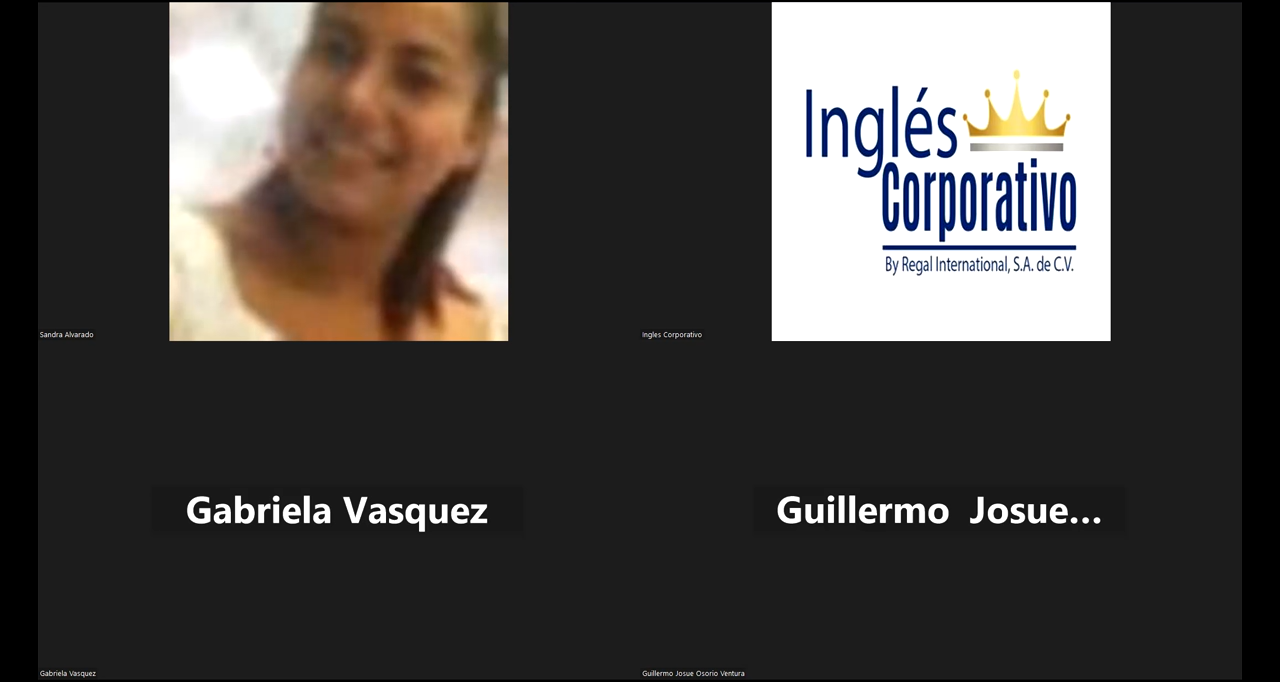 Inglés
Corporativo
By Regal International, S.A. de C.V.
Sandra Alvarado
Ingles Corporativo
Gabriela Vasquez
Guillermo Josue...
Gabriela Vasquez
Guillermo Josue Osorio Ventura